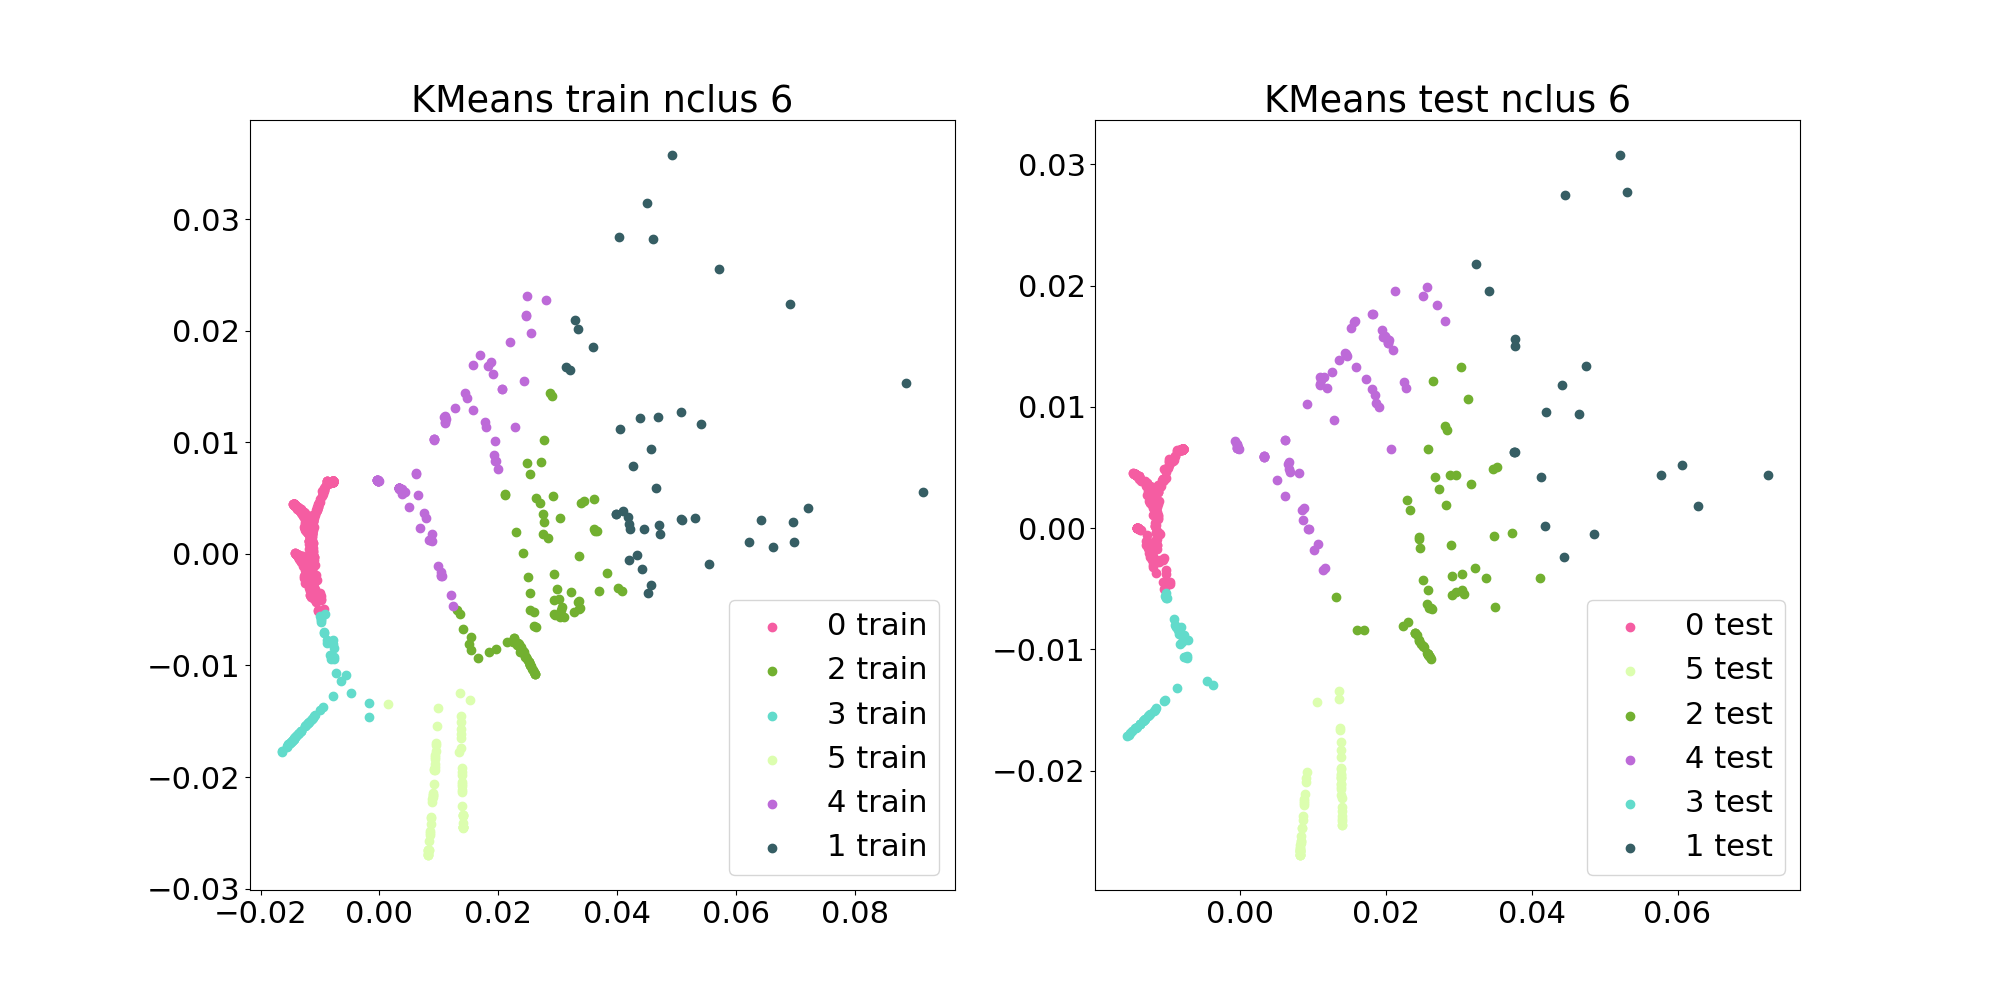 KMeans train nclus 6
0.03
0.02
0.01
0.00
−0.01
−0.02
−0.03
−0.02 0.00 0.02 0.04 0.06 0.08
0 train
2 train
3 train
5 train
4 train
1 train
KMeans test nclus 6
0.03
0.02
0.01
0.00
−0.01
−0.02
0.00 0.02 0.04 0.06
0 test
5 test
2 test
4 test
3 test
1 test